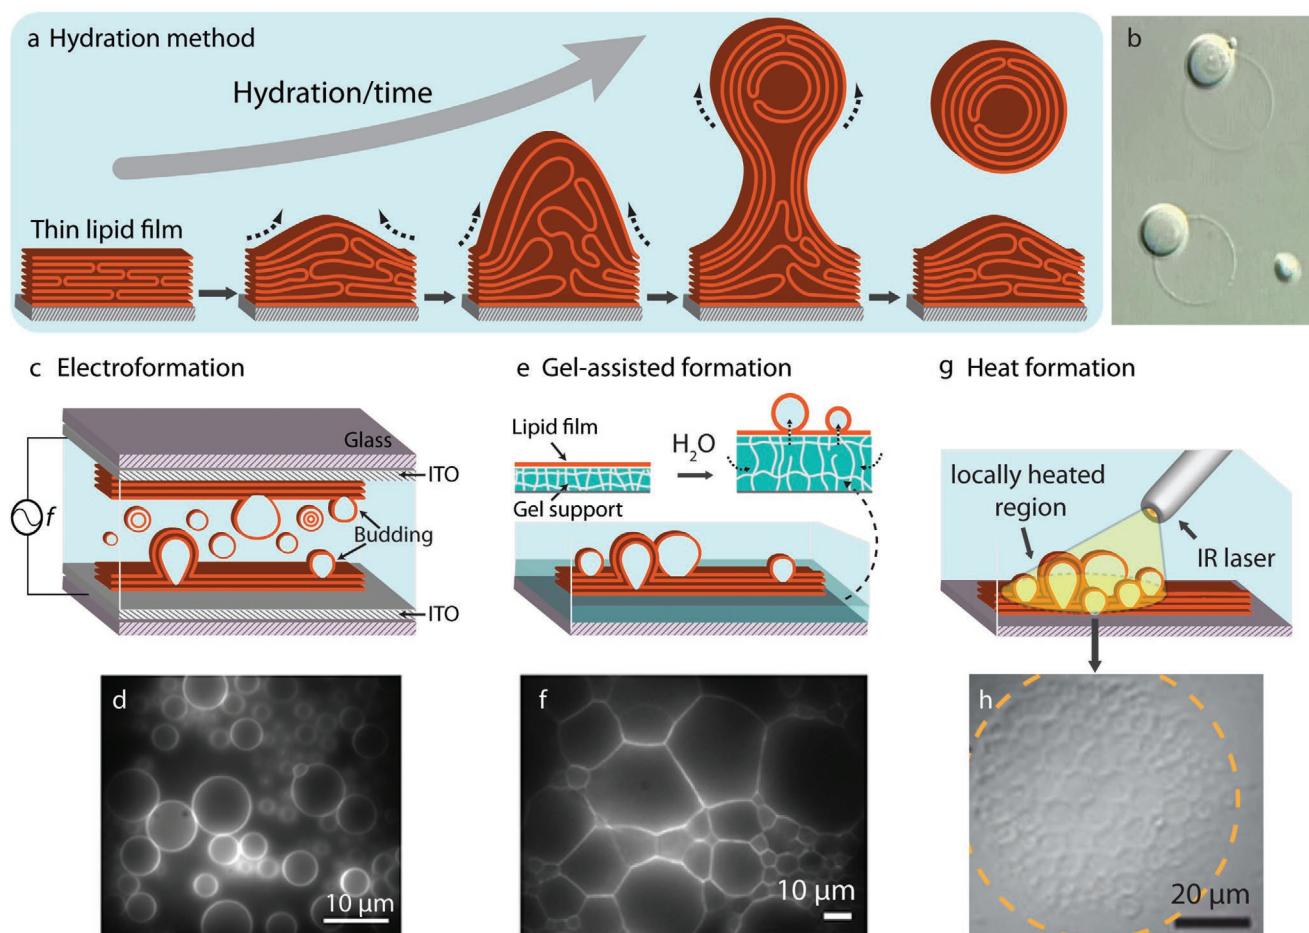 a Hydration method
Hydration/time
Thin lipid film
b
c Electroformation
Glass
ITO
f
Budding
ITO
d
10 µm
e Gel-assisted formation
Lipid film
H₂O
Gel support
f
10 µm
g Heat formation
locally heated
region
IR laser
h
20 µm